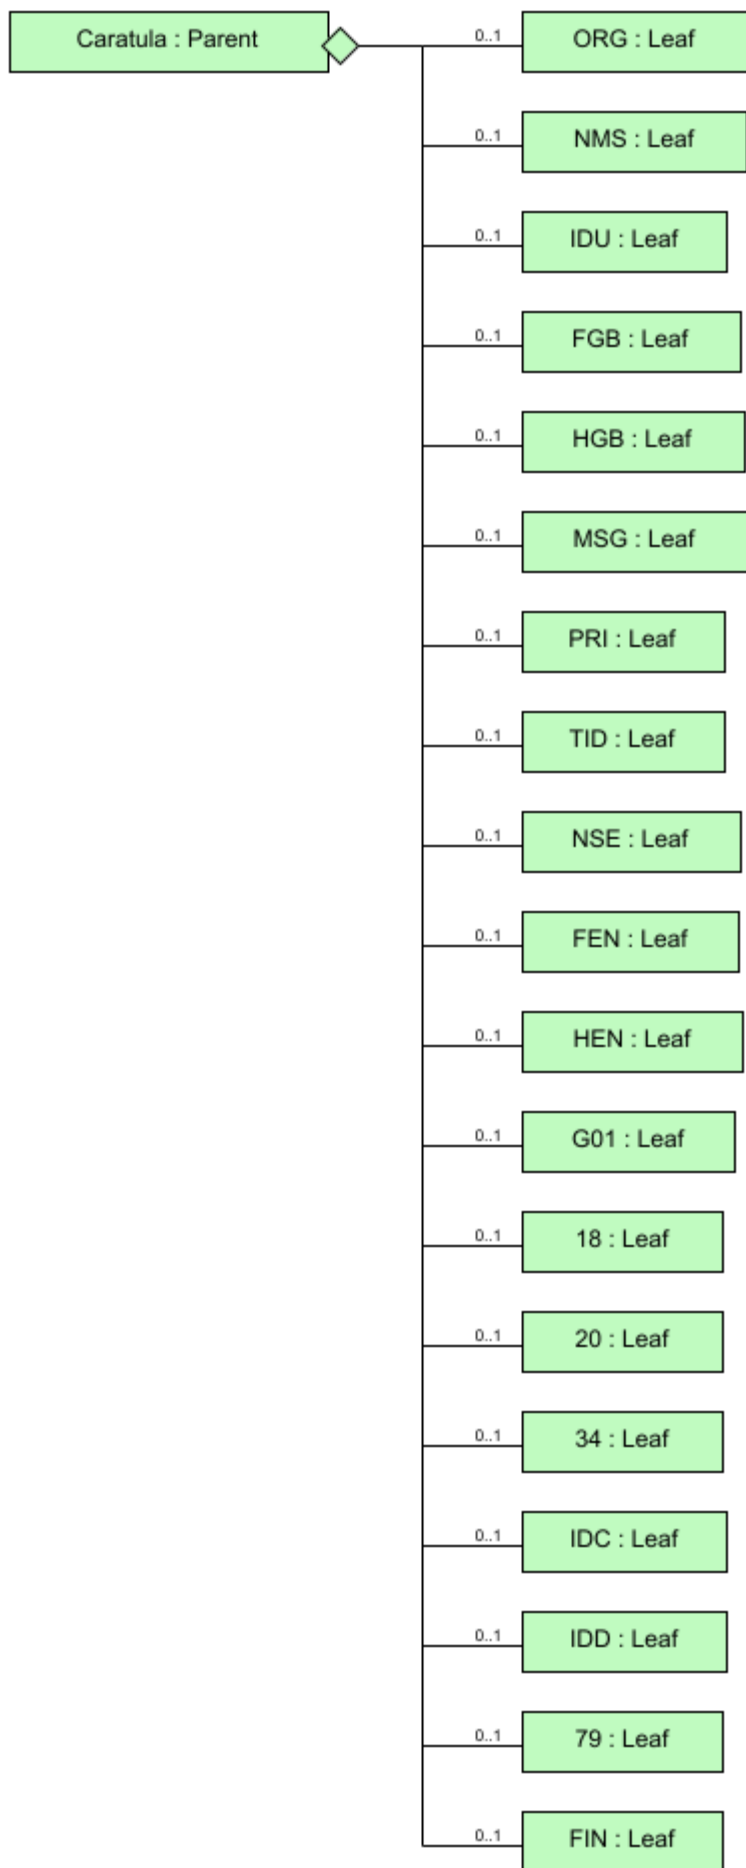 Caratula : Parent
0..1
ORG : Leaf
0..1
NMS : Leaf
0..1
IDU : Leaf
0..1
FGB : Leaf
0..1
HGB : Leaf
0..1
MSG : Leaf
0..1
PRI : Leaf
0..1
TID : Leaf
0..1
NSE : Leaf
0..1
FEN : Leaf
0..1
HEN : Leaf
0..1
G01 : Leaf
0..1
18 : Leaf
0..1
20 : Leaf
0..1
34 : Leaf
0..1
IDC : Leaf
0..1
IDD : Leaf
0..1
79 : Leaf
0..1
FIN : Leaf